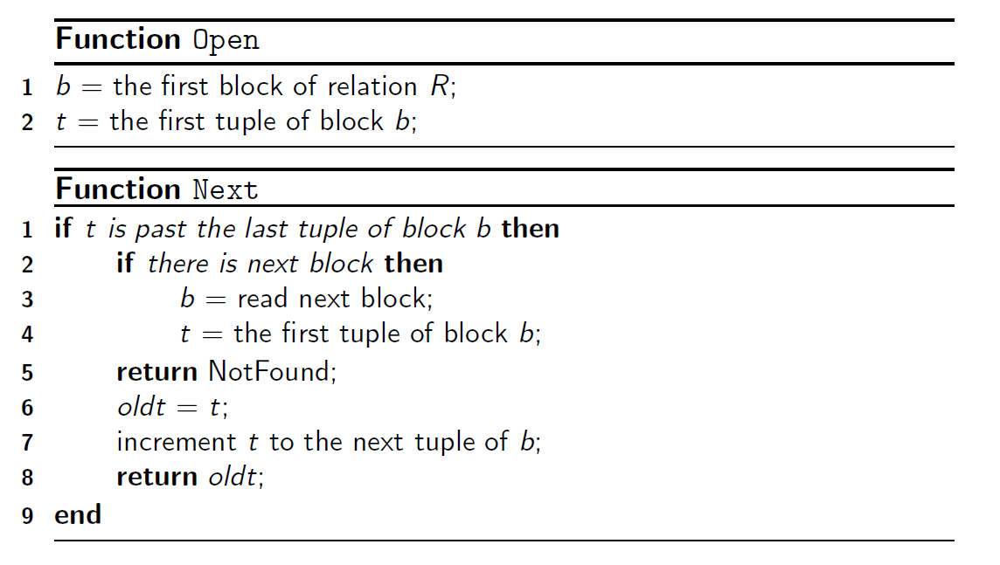 Function Open
1 b = the first block of relation R;
2 t = the first tuple of block b;
Function Next
1 if t is past the last tuple of block b then
2 if there is next block then
3 b = read next block;
4 t = the first tuple of block b;
5 return NotFound;
6 oldt = t;
7 increment t to the next tuple of b;
8 return oldt;
9 end